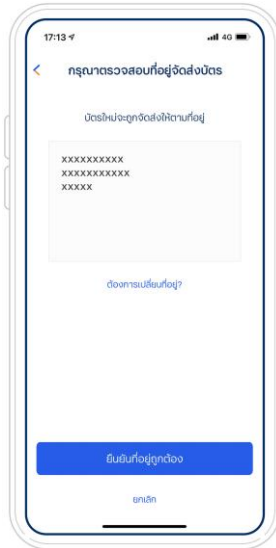 17:13 4G
กรุณาตรวจสอบที่อยู่จัดส่งบัตร
บัตรใหม่จะถูกจัดส่งให้ตามที่อยู่
xxxxxxxxxx
xxxxxxxxxxx
xxxxx
ต้องการเปลี่ยนที่อยู่?
ยืนยันที่อยู่ถูกต้อง
ยกเลิก